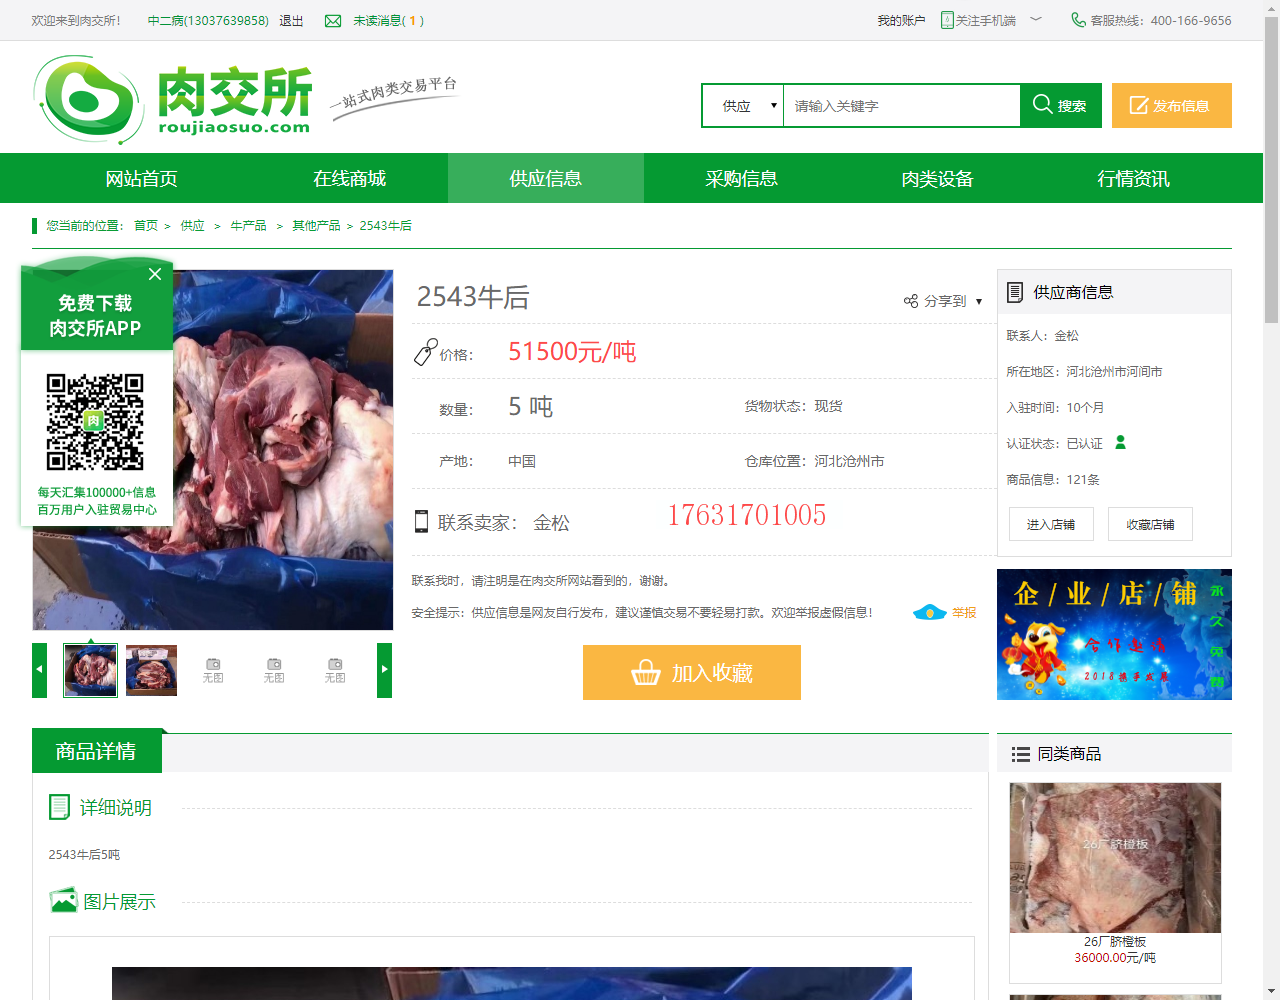 欢迎来到肉交所! 中二病(13037639858) 退出 未读消息( 1 ) 我的账户 关注手机端 客服热线：400-166-9656
肉交所
roujiaosuo.com
一站式肉类交易平台
供应 ▼ 请输入关键字 搜索 发布信息
网站首页 在线商城 供应信息 采购信息 肉类设备 行情资讯
您当前的位置： 首页 > 供应 > 牛产品 > 其他产品 > 2543牛后
免费下载
肉交所APP
肉
每天汇集100000+信息
百万用户入驻贸易中心
2543牛后 分享到 ▼
价格： 51500元/吨
数量： 5 吨 货物状态：现货
产地： 中国 仓库位置：河北沧州市
联系卖家： 金松 17631701005
联系我时，请注明是在肉交所网站看到的，谢谢。
安全提示：供应信息是网友自行发布，建议谨慎交易不要轻易打款。欢迎举报虚假信息！ 举报
加入收藏
无图 无图 无图
供应商信息
联系人：金松
所在地区：河北沧州市河间市
入驻时间：10个月
认证状态：已认证
商品信息：121条
进入店铺 收藏店铺
企/业/店/铺
永久免费
合作邀请
2018携手发展
商品详情
详细说明
2543牛后5吨
图片展示
同类商品
26厂脐橙板
26厂脐橙板
36000.00元/吨